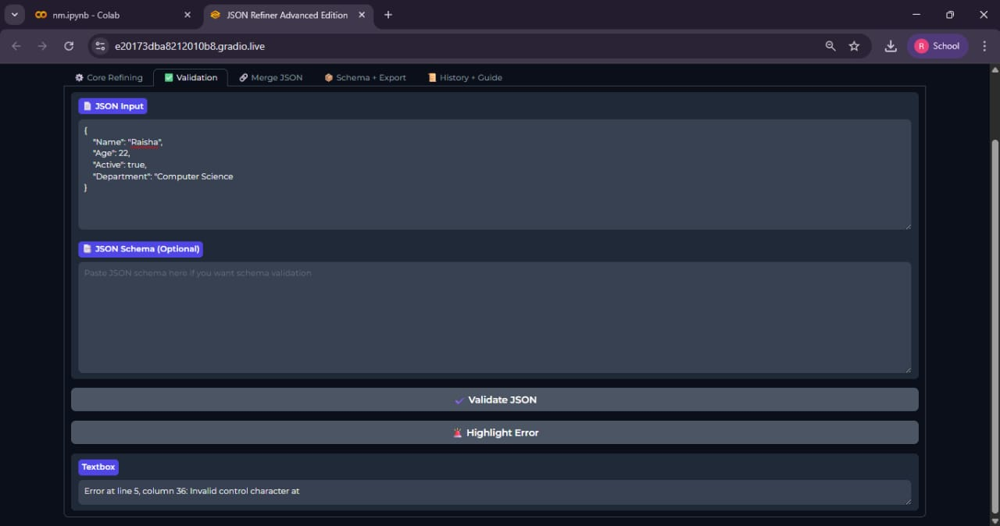 nm.ipynb - Colab
JSON Refiner Advanced Edition
e20173dba8212010b8.gradio.live
R School
Core Refining
Validation
Merge JSON
Schema + Export
History + Guide
JSON Input
{
    "Name": "Raisha",
    "Age": 22,
    "Active": true,
    "Department": "Computer Science
}
JSON Schema (Optional)
Paste JSON schema here if you want schema validation
Validate JSON
Highlight Error
Textbox
Error at line 5, column 36: Invalid control character at